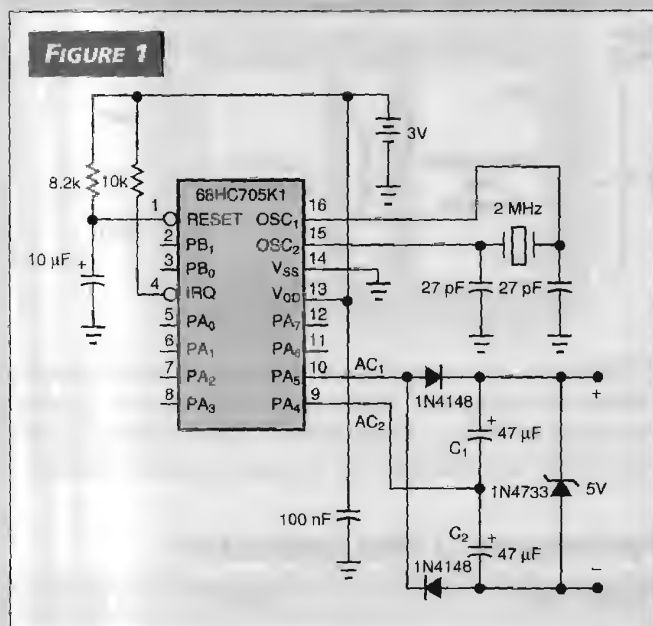 FIGURE 1
3V
8.2k
10k
68HC705K1
1
RESET
OSC1
16
2 MHz
2
PB1
OSC2
15
10 µF
+
3
PB0
VSS
14
4
IRQ
VOD
13
27 pF
27 pF
5
PA0
PA7
12
6
PA1
PA6
11
7
PA2
PA5
10
AC1
8
PA3
PA4
9
AC2
1N4148
+
+
47 µF
C1
1N4733
5V
100 nF
C2
+
47 µF
1N4148
–